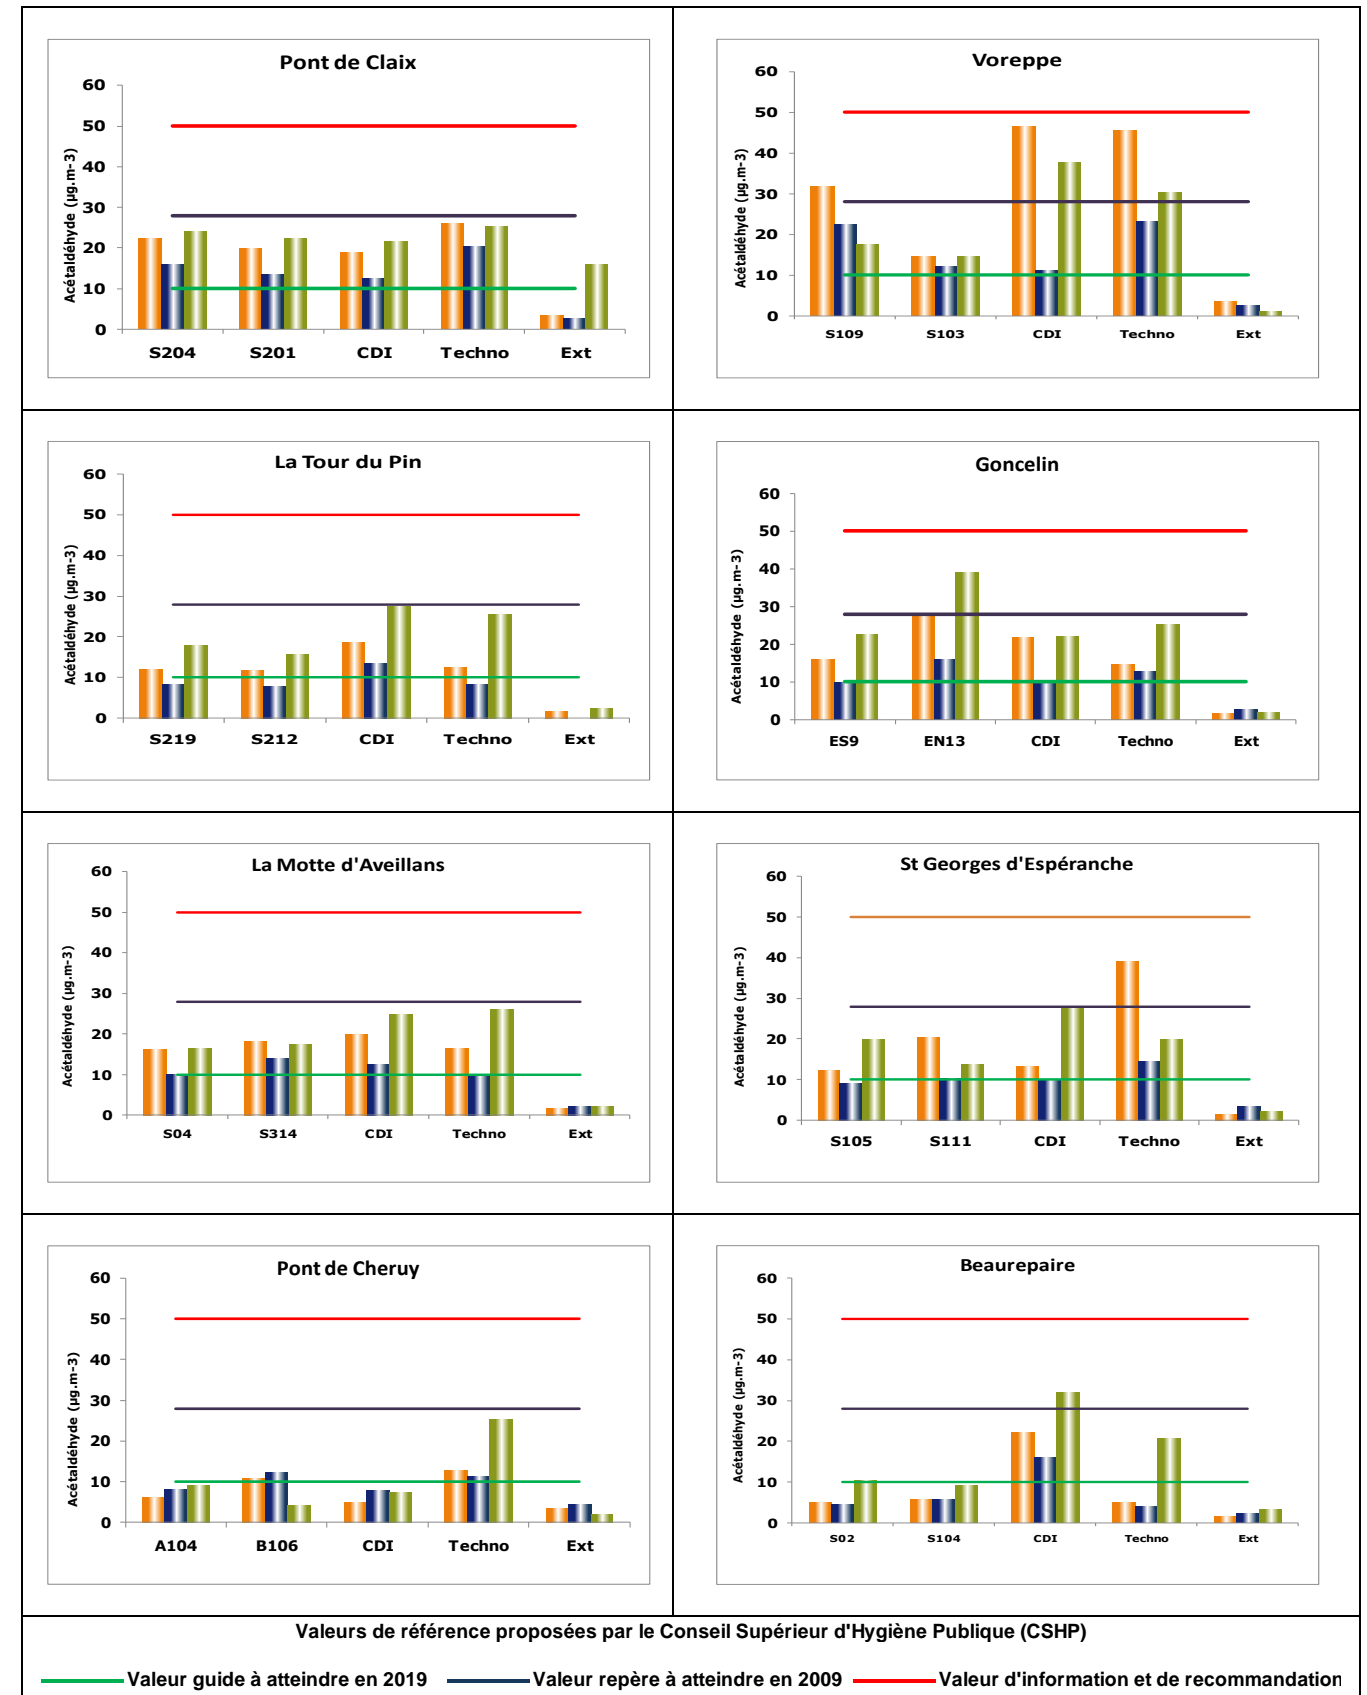 Pont de Claix
60
50
40
30
20
10
0
Acétaldéhyde (µg.m-3)
S204 S201 CDI Techno Ext
Voreppe
60
50
40
30
20
10
0
Acétaldéhyde (µg.m-3)
S109 S103 CDI Techno Ext
La Tour du Pin
60
50
40
30
20
10
0
Acétaldéhyde (µg.m-3)
S219 S212 CDI Techno Ext
Goncelin
60
50
40
30
20
10
0
Acétaldéhyde (µg.m-3)
ES9 EN13 CDI Techno Ext
La Motte d'Aveillans
60
50
40
30
20
10
0
Acétaldéhyde (µg.m-3)
S04 S314 CDI Techno Ext
St Georges d'Espéranche
60
50
40
30
20
10
0
Acétaldéhyde (µg.m-3)
S105 S111 CDI Techno Ext
Pont de Cheruy
60
50
40
30
20
10
0
Acétaldéhyde (µg.m-3)
A104 B106 CDI Techno Ext
Beaurepaire
60
50
40
30
20
10
0
Acétaldéhyde (µg.m-3)
S02 S104 CDI Techno Ext
Valeurs de référence proposées par le Conseil Supérieur d'Hygiène Publique (CSHP)
Valeur guide à atteindre en 2019 Valeur repère à atteindre en 2009 Valeur d'information et de recommandation